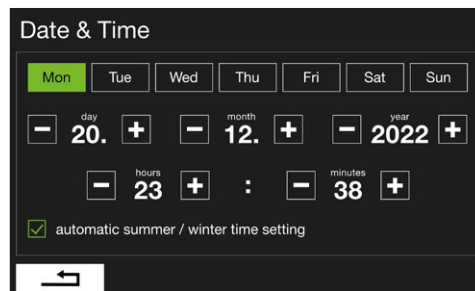 Date & Time
Mon Tue Wed Thu Fri Sat Sun
day month year
− 20. + − 12. + − 2022 +
hours minutes
− 23 + : − 38 +
automatic summer / winter time setting